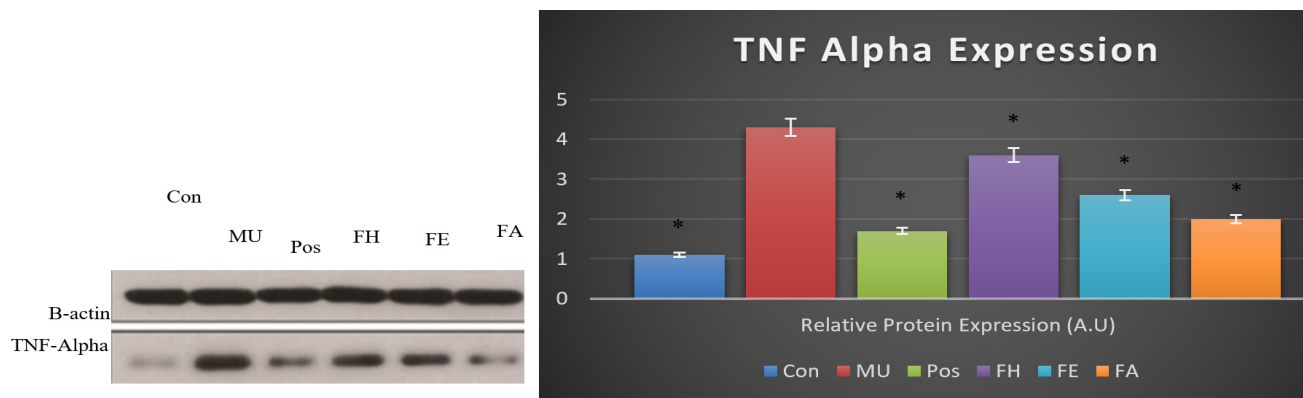 Con
MU
Pos
FH
FE
FA
B-actin
TNF-Alpha
TNF Alpha Expression
5
4
3
2
1
0
*
*
*
*
*
Relative Protein Expression (A.U)
Con MU Pos FH FE FA